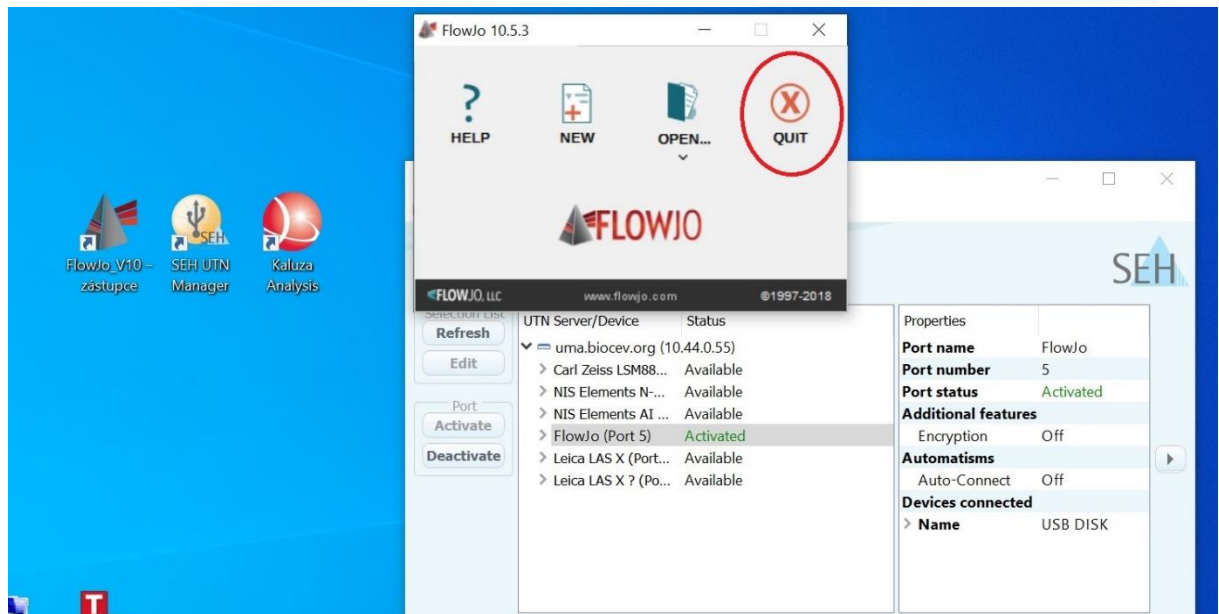 FlowJo 10.5.3
HELP
NEW
OPEN...
QUIT
FLOWJO
FLOWJO, LLC
www.flowjo.com
©1997-2018
FlowJo_V10 –
zástupce
SEH
SEH UTN
Manager
Kaluza
Analysis
SEH
Selection List
Refresh
Edit
Port
Activate
Deactivate
UTN Server/Device Status
uma.biocev.org (10.44.0.55)
Carl Zeiss LSM88... Available
NIS Elements N-... Available
NIS Elements AI ... Available
FlowJo (Port 5) Activated
Leica LAS X (Port... Available
Leica LAS X ? (Po... Available
Properties
Port name FlowJo
Port number 5
Port status Activated
Additional features
Encryption Off
Automatisms
Auto-Connect Off
Devices connected
Name USB DISK
T